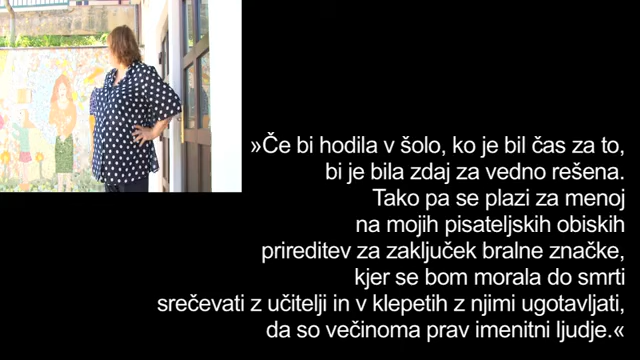 »Če bi hodila v šolo, ko je bil čas za to,
bi je bila zdaj za vedno rešena.
Tako pa se plazi za menoj
na mojih pisateljskih obiskih
prireditev za zaključek bralne značke,
kjer se bom morala do smrti
srečevati z učitelji in v klepetih z njimi ugotavljati,
da so večinoma prav imenitni ljudje.«